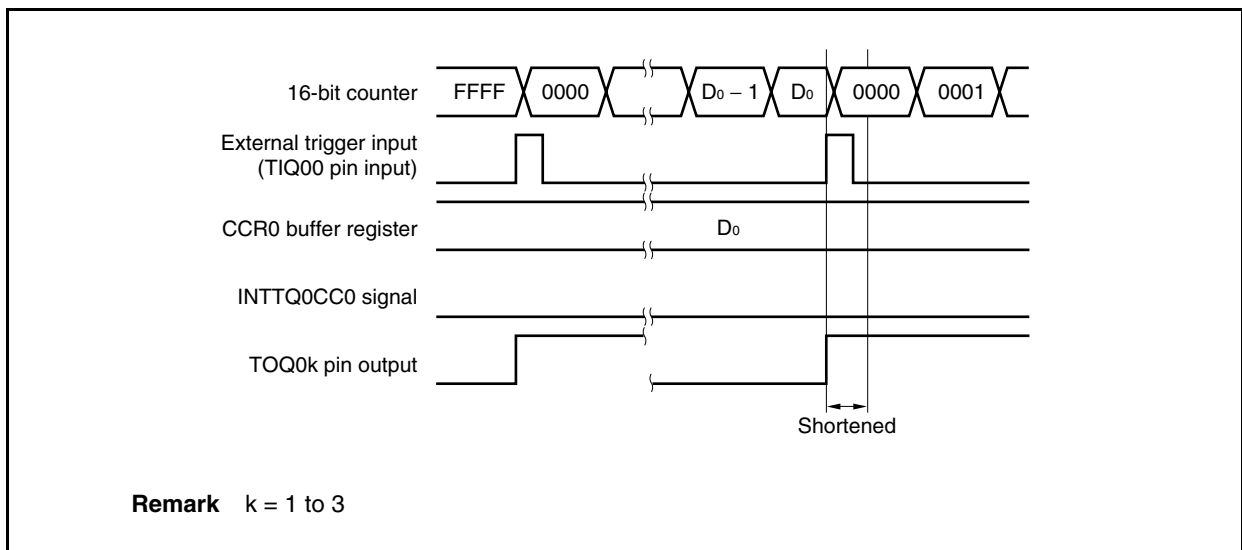 16-bit counter FFFF 0000 D0 – 1 D0 0000 0001
External trigger input
(TIQ00 pin input)
CCR0 buffer register D0
INTTQ0CC0 signal
TOQ0k pin output
Shortened
Remark k = 1 to 3